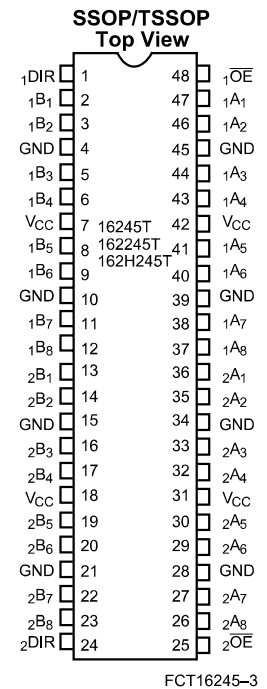 SSOP/TSSOP
Top View
1DIR 1 48 1O̅E̅
1B1 2 47 1A1
1B2 3 46 1A2
GND 4 45 GND
1B3 5 44 1A3
1B4 6 43 1A4
VCC 7 16245T 42 VCC
1B5 8 162245T 41 1A5
1B6 9 162H245T 40 1A6
GND 10 39 GND
1B7 11 38 1A7
1B8 12 37 1A8
2B1 13 36 2A1
2B2 14 35 2A2
GND 15 34 GND
2B3 16 33 2A3
2B4 17 32 2A4
VCC 18 31 VCC
2B5 19 30 2A5
2B6 20 29 2A6
GND 21 28 GND
2B7 22 27 2A7
2B8 23 26 2A8
2DIR 24 25 2O̅E̅
FCT16245–3